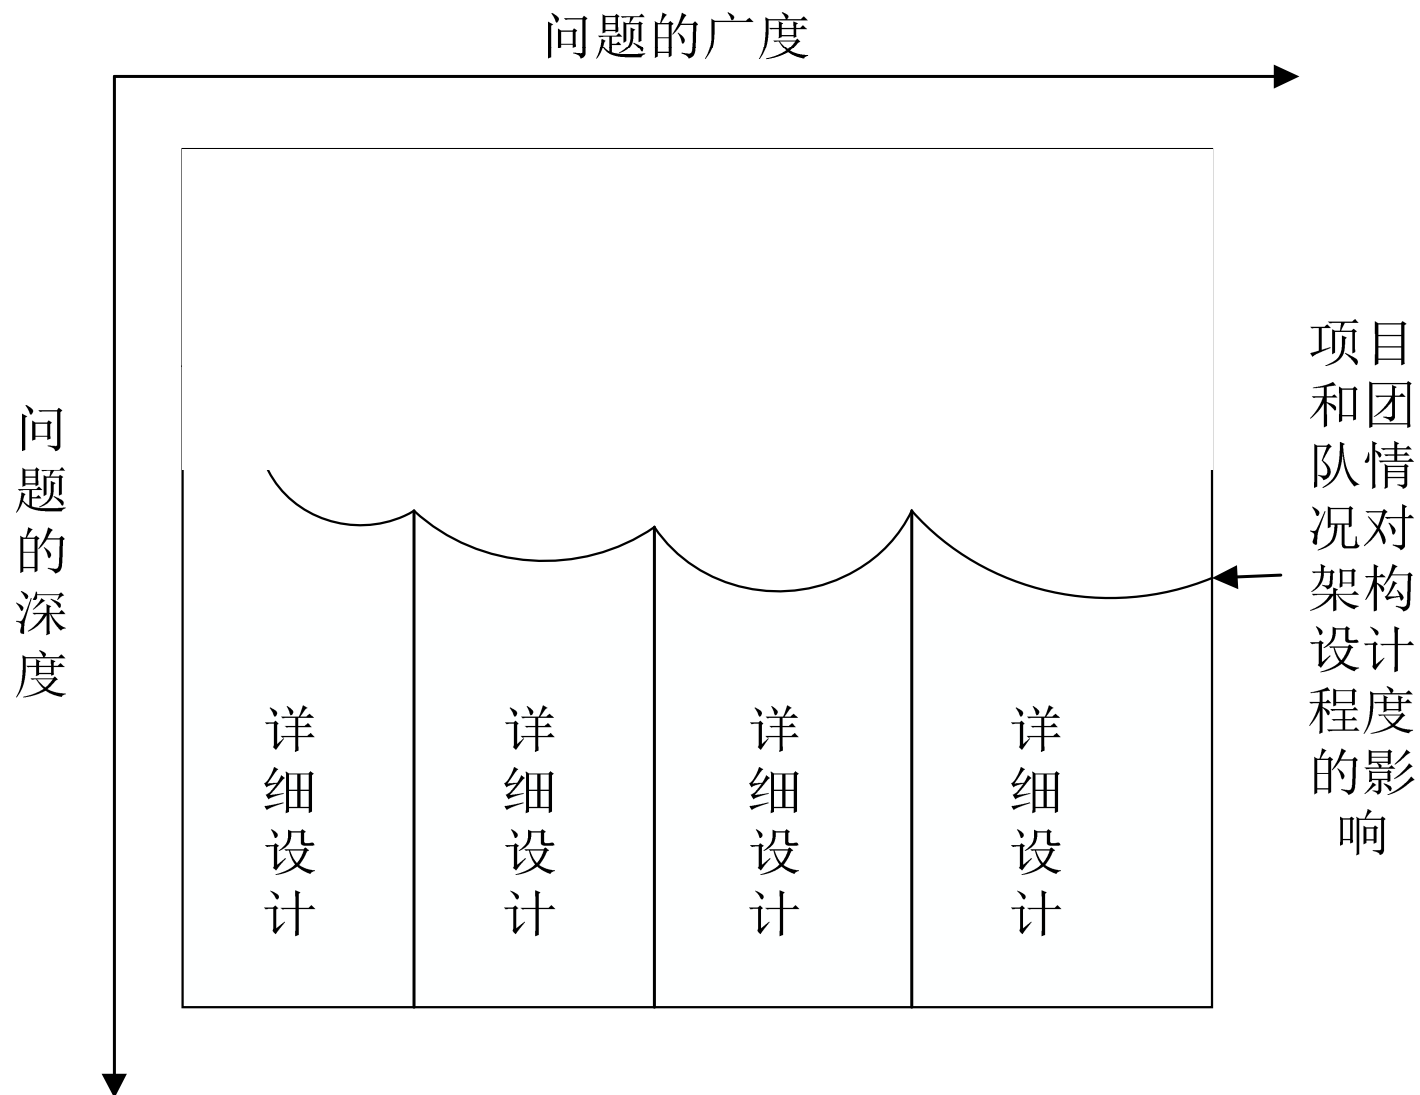 问题的广度
问
题
的
深
度
项目
和团
队情
况对
架构
设计
程度
的影
响
详
细
设
计
详
细
设
计
详
细
设
计
详
细
设
计